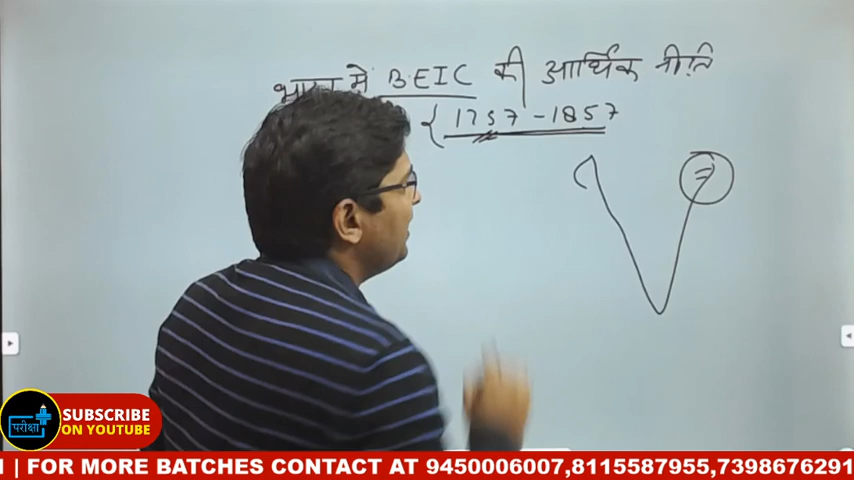 भारत में BEIC की आर्थिक नीति
{ 1757 - 1857
परीक्षा
SUBSCRIBE
ON YOUTUBE
| FOR MORE BATCHES CONTACT AT 9450006007,8115587955,7398676291